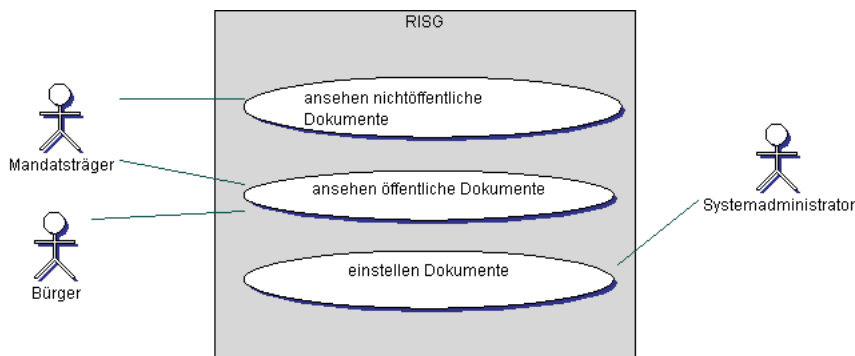 RISG
ansehen nichtöffentliche
Dokumente
Mandatsträger
ansehen öffentliche Dokumente
Systemadministrator
einstellen Dokumente
Bürger